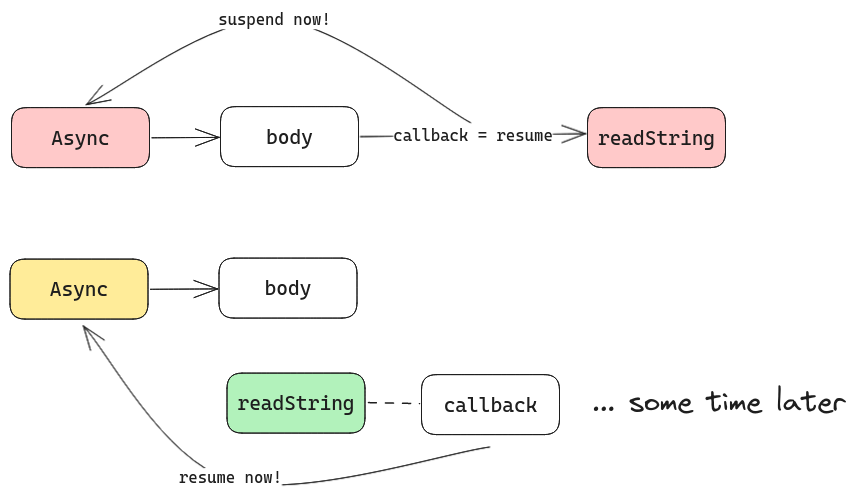 suspend now!
Async
body
callback = resume
readString
Async
body
readString
callback
... some time later
resume now!